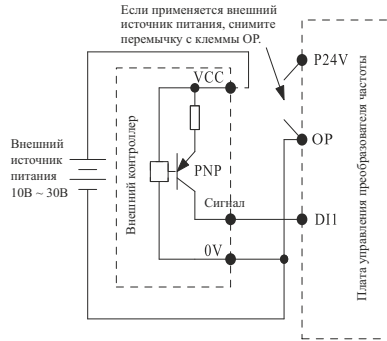 Если применяется внешний
источник питания, снимите
перемычку с клеммы OP.
P24V
VCC
OP
Внешний
источник
питания
10В ~ 30В
Внешний контроллер
PNP
Сигнал
DI1
0V
Плата управления преобразователя частоты